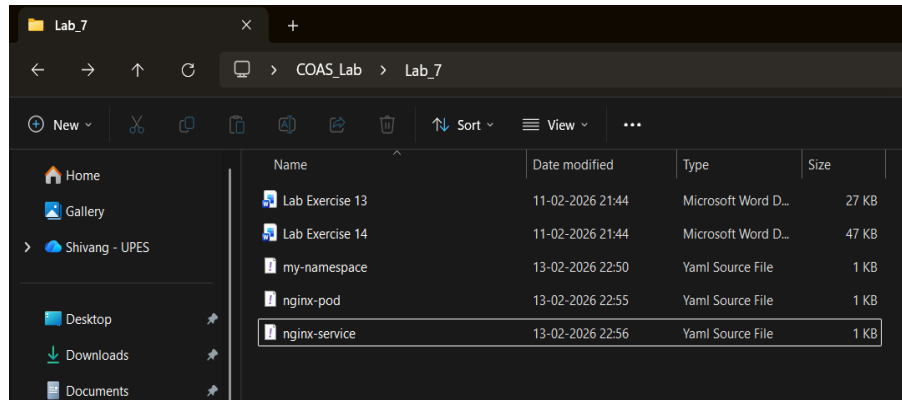 Lab_7
COAS_Lab > Lab_7
New Sort View
Name Date modified Type Size
Home
Gallery
Shivang - UPES
Desktop
Downloads
Documents
Lab Exercise 13 11-02-2026 21:44 Microsoft Word D... 27 KB
Lab Exercise 14 11-02-2026 21:44 Microsoft Word D... 47 KB
my-namespace 13-02-2026 22:50 Yaml Source File 1 KB
nginx-pod 13-02-2026 22:55 Yaml Source File 1 KB
nginx-service 13-02-2026 22:56 Yaml Source File 1 KB